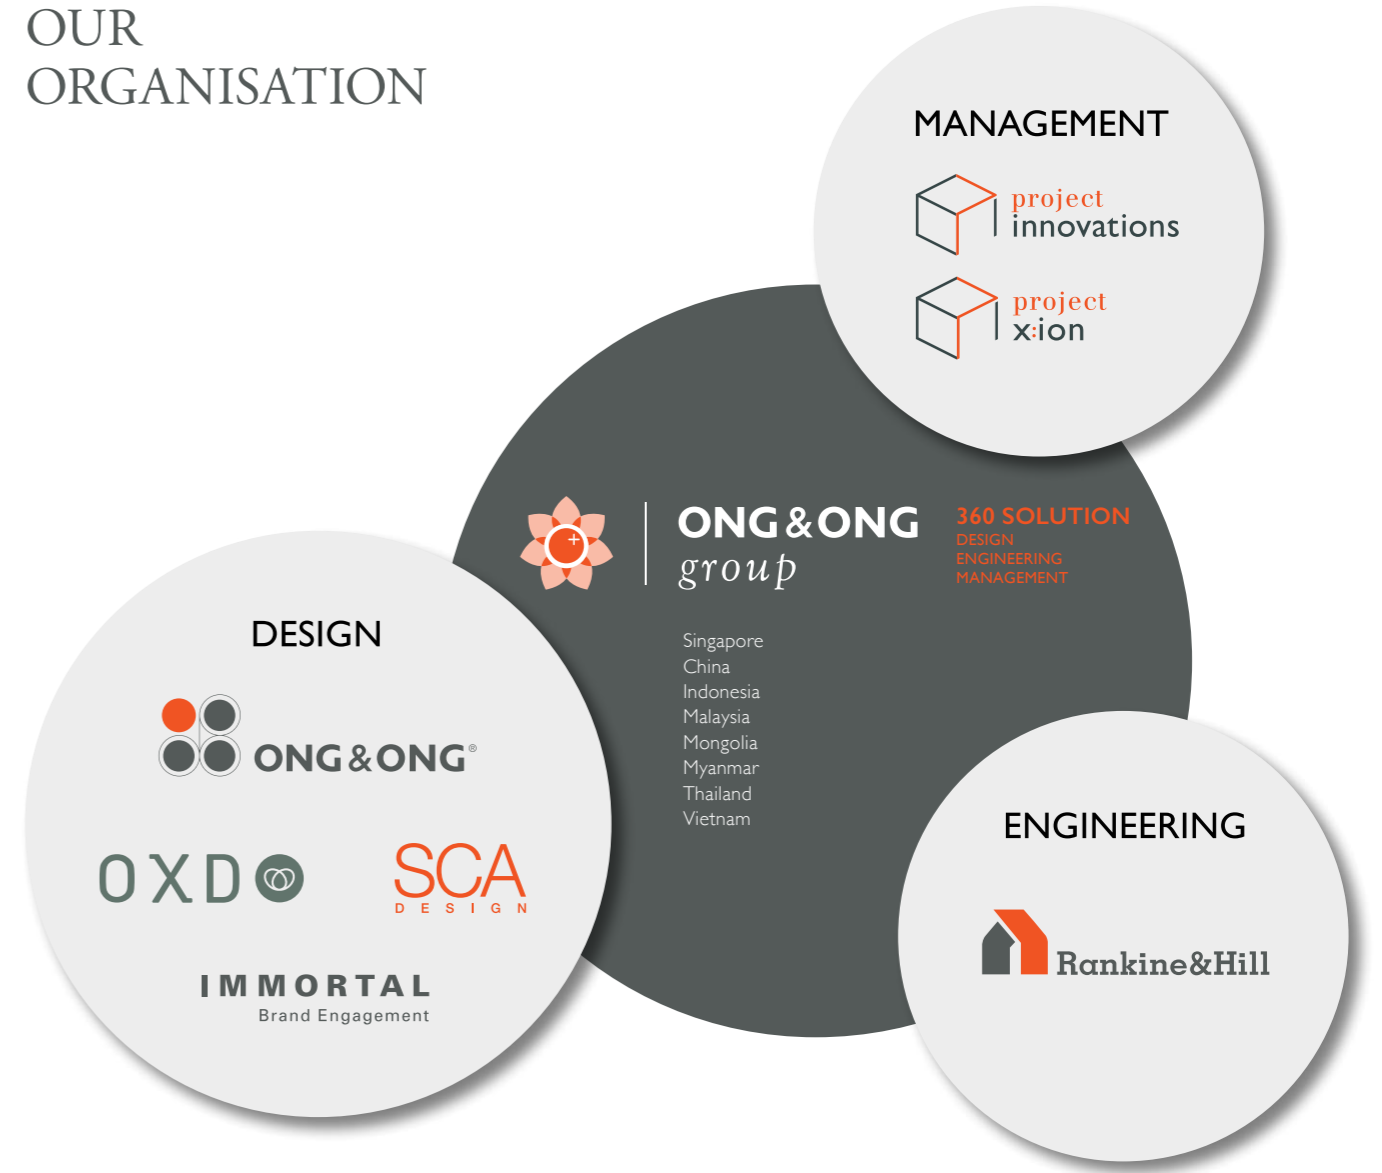 OUR
ORGANISATION
MANAGEMENT
project
innovations
project
x:ion
ONG&ONG
group
360 SOLUTION
DESIGN
ENGINEERING
MANAGEMENT
Singapore
China
Indonesia
Malaysia
Mongolia
Myanmar
Thailand
Vietnam
DESIGN
ONG&ONG®
OXD
SCA
DESIGN
IMMORTAL
Brand Engagement
ENGINEERING
Rankine&Hill